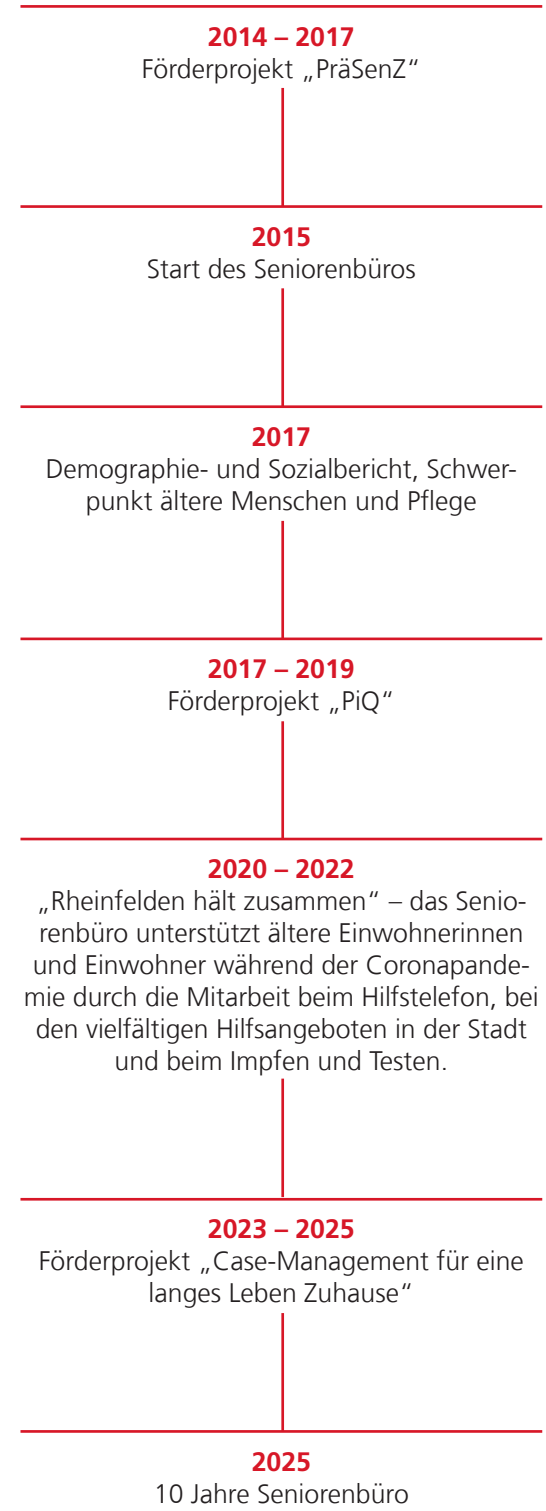 2014 – 2017
Förderprojekt „PräSenZ“
2015
Start des Seniorenbüros
2017
Demographie- und Sozialbericht, Schwer-
punkt ältere Menschen und Pflege
2017 – 2019
Förderprojekt „PiQ“
2020 – 2022
„Rheinfelden hält zusammen“ – das Senio-
renbüro unterstützt ältere Einwohnerinnen
und Einwohner während der Coronapande-
mie durch die Mitarbeit beim Hilfstelefon, bei
den vielfältigen Hilfsangeboten in der Stadt
und beim Impfen und Testen.
2023 – 2025
Förderprojekt „Case-Management für eine
langes Leben Zuhause“
2025
10 Jahre Seniorenbüro